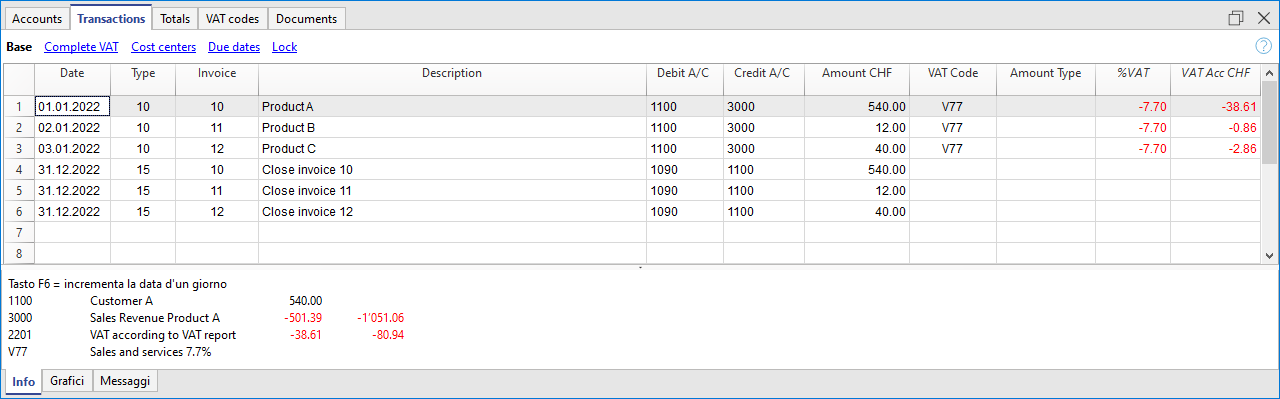 Accounts Transactions Totals VAT codes Documents
Base Complete VAT Cost centers Due dates Lock ?
Date Type Invoice Description Debit A/C Credit A/C Amount CHF VAT Code Amount Type %VAT VAT Acc CHF
1 01.01.2022 10 10 Product A 1100 3000 540.00 V77 -7.70 -38.61
2 02.01.2022 10 11 Product B 1100 3000 12.00 V77 -7.70 -0.86
3 03.01.2022 10 12 Product C 1100 3000 40.00 V77 -7.70 -2.86
4 31.12.2022 15 10 Close invoice 10 1090 1100 540.00
5 31.12.2022 15 11 Close invoice 11 1090 1100 12.00
6 31.12.2022 15 12 Close invoice 12 1090 1100 40.00
7
8
Tasto F6 = incrementa la data d'un giorno
1100 Customer A 540.00
3000 Sales Revenue Product A -501.39 -1'051.06
2201 VAT according to VAT report -38.61 -80.94
V77 Sales and services 7.7%
Info Grafici Messaggi